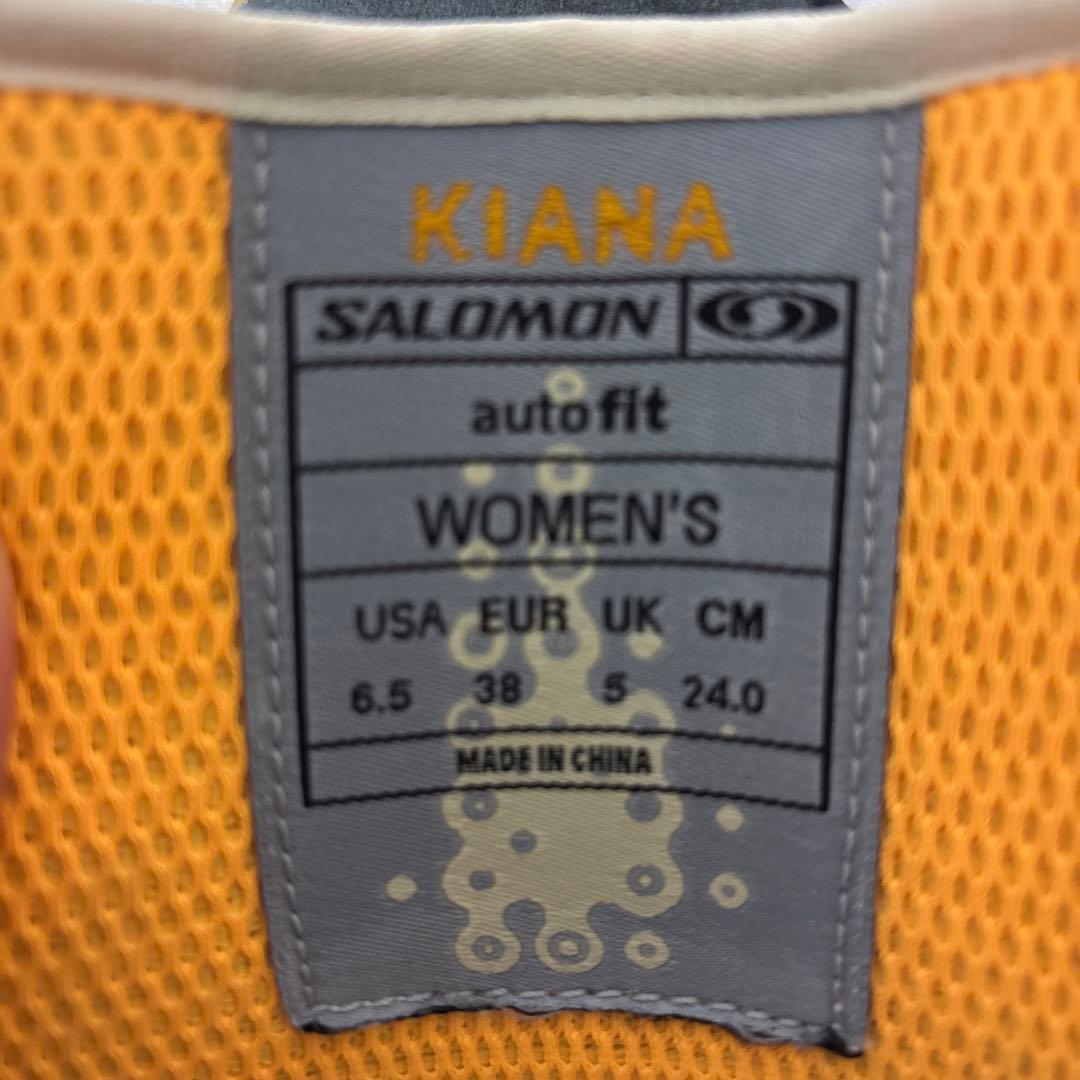 KIANA
SALOMON
autofit
WOMEN'S
USA EUR UK CM
6.5 38 5 24.0
MADE IN CHINA